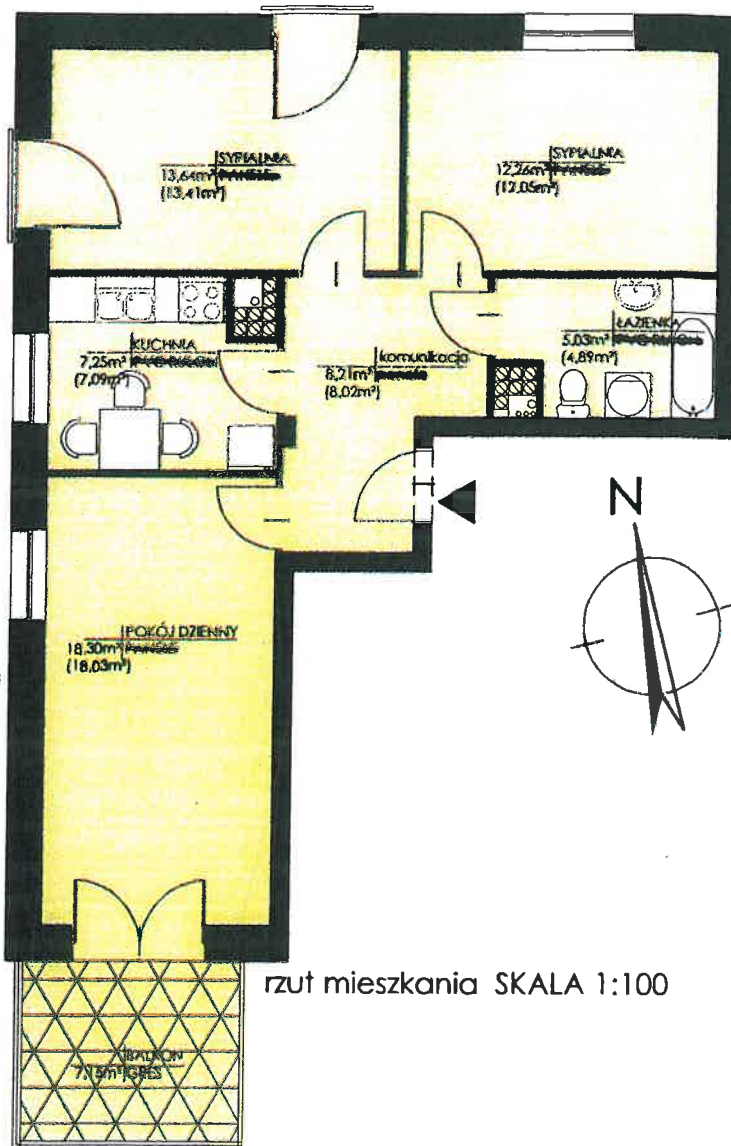 SYPIALNIA
13,64m²
(13,41m²)
SYPIALNIA
12,26m²
(12,05m²)
KUCHNIA
7,25m²
(7,09m²)
komunikacja
8,21m²
(8,02m²)
ŁAZIENKA
5,03m²
(4,89m²)
N
POKÓJ DZIENNY
18,30m²
(18,03m²)
rzut mieszkania SKALA 1:100
BALKON
7,15m² GRES